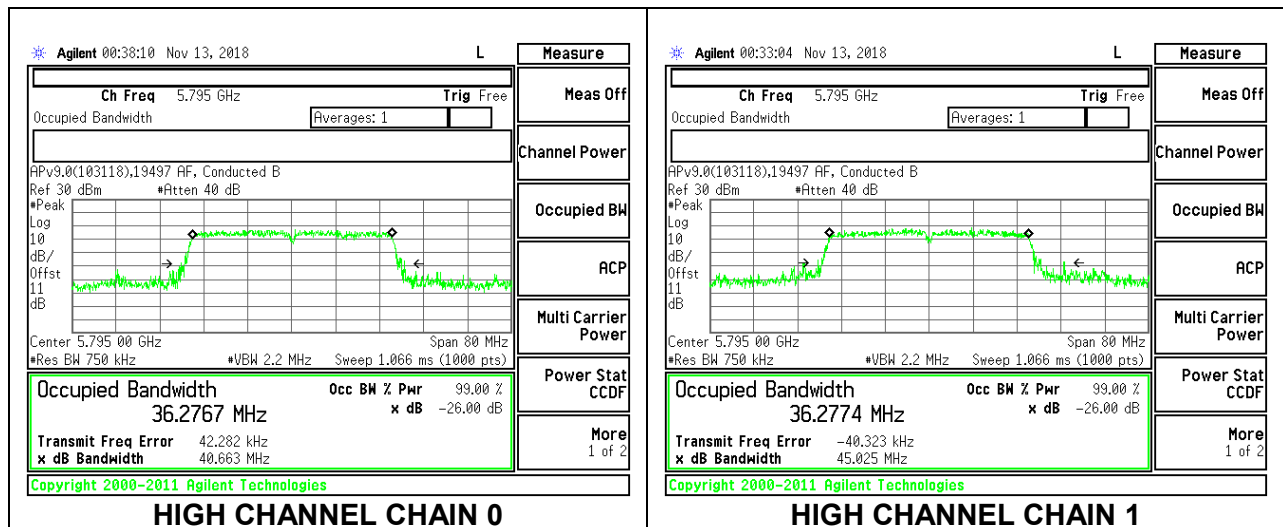 Agilent 00:38:10 Nov 13, 2018 L
Measure
Ch Freq 5.795 GHz Trig Free
Meas Off
Occupied Bandwidth Averages: 1
Channel Power
APv9.0(103118),19497 AF, Conducted B
Ref 30 dBm #Atten 40 dB
#Peak
Occupied BW
Log
10
dB/
ACP
Offst
11
dB
Multi Carrier
Power
Center 5.795 00 GHz Span 80 MHz
#Res BW 750 kHz #VBW 2.2 MHz Sweep 1.066 ms (1000 pts)
Power Stat
CCDF
Occupied Bandwidth Occ BW % Pwr 99.00 %
36.2767 MHz x dB -26.00 dB
More
1 of 2
Transmit Freq Error 42.282 kHz
x dB Bandwidth 40.663 MHz
Copyright 2000-2011 Agilent Technologies
HIGH CHANNEL CHAIN 0
Agilent 00:33:04 Nov 13, 2018 L
Measure
Ch Freq 5.795 GHz Trig Free
Meas Off
Occupied Bandwidth Averages: 1
Channel Power
APv9.0(103118),19497 AF, Conducted B
Ref 30 dBm #Atten 40 dB
#Peak
Occupied BW
Log
10
dB/
ACP
Offst
11
dB
Multi Carrier
Power
Center 5.795 00 GHz Span 80 MHz
#Res BW 750 kHz #VBW 2.2 MHz Sweep 1.066 ms (1000 pts)
Power Stat
CCDF
Occupied Bandwidth Occ BW % Pwr 99.00 %
36.2774 MHz x dB -26.00 dB
More
1 of 2
Transmit Freq Error -40.323 kHz
x dB Bandwidth 45.025 MHz
Copyright 2000-2011 Agilent Technologies
HIGH CHANNEL CHAIN 1